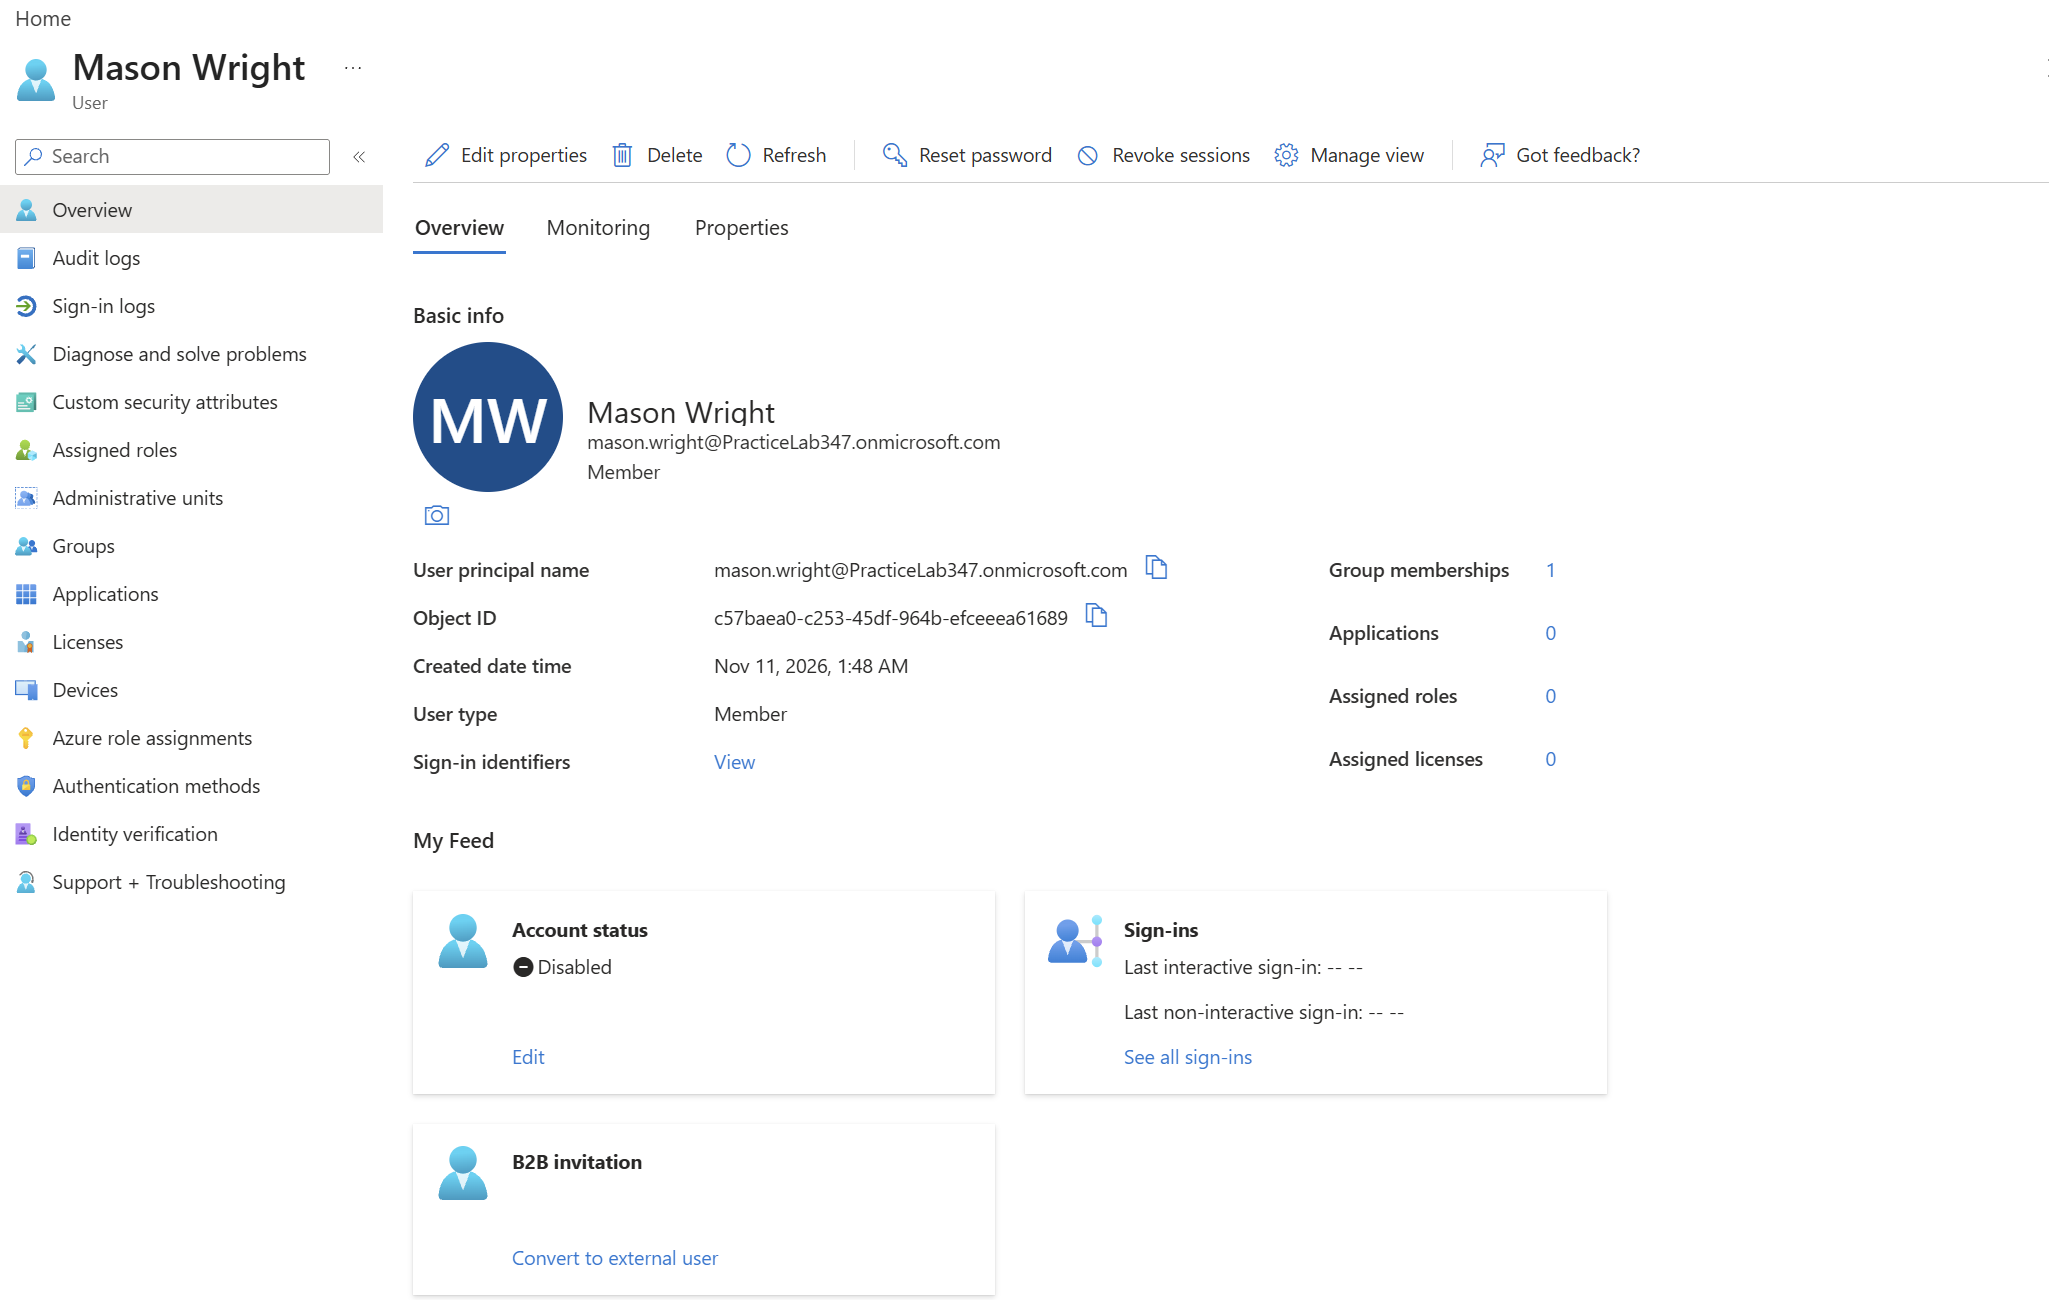 Home
Mason Wright ...
User
Search «
Overview
Audit logs
Sign-in logs
Diagnose and solve problems
Custom security attributes
Assigned roles
Administrative units
Groups
Applications
Licenses
Devices
Azure role assignments
Authentication methods
Identity verification
Support + Troubleshooting
Edit properties Delete Refresh Reset password Revoke sessions Manage view Got feedback?
Overview Monitoring Properties
Basic info
MW
Mason Wright
mason.wright@PracticeLab347.onmicrosoft.com
Member
User principal name mason.wright@PracticeLab347.onmicrosoft.com
Object ID c57baea0-c253-45df-964b-efceeea61689
Created date time Nov 11, 2026, 1:48 AM
User type Member
Sign-in identifiers View
Group memberships 1
Applications 0
Assigned roles 0
Assigned licenses 0
My Feed
Account status
Disabled
Edit
Sign-ins
Last interactive sign-in: -- --
Last non-interactive sign-in: -- --
See all sign-ins
B2B invitation
Convert to external user